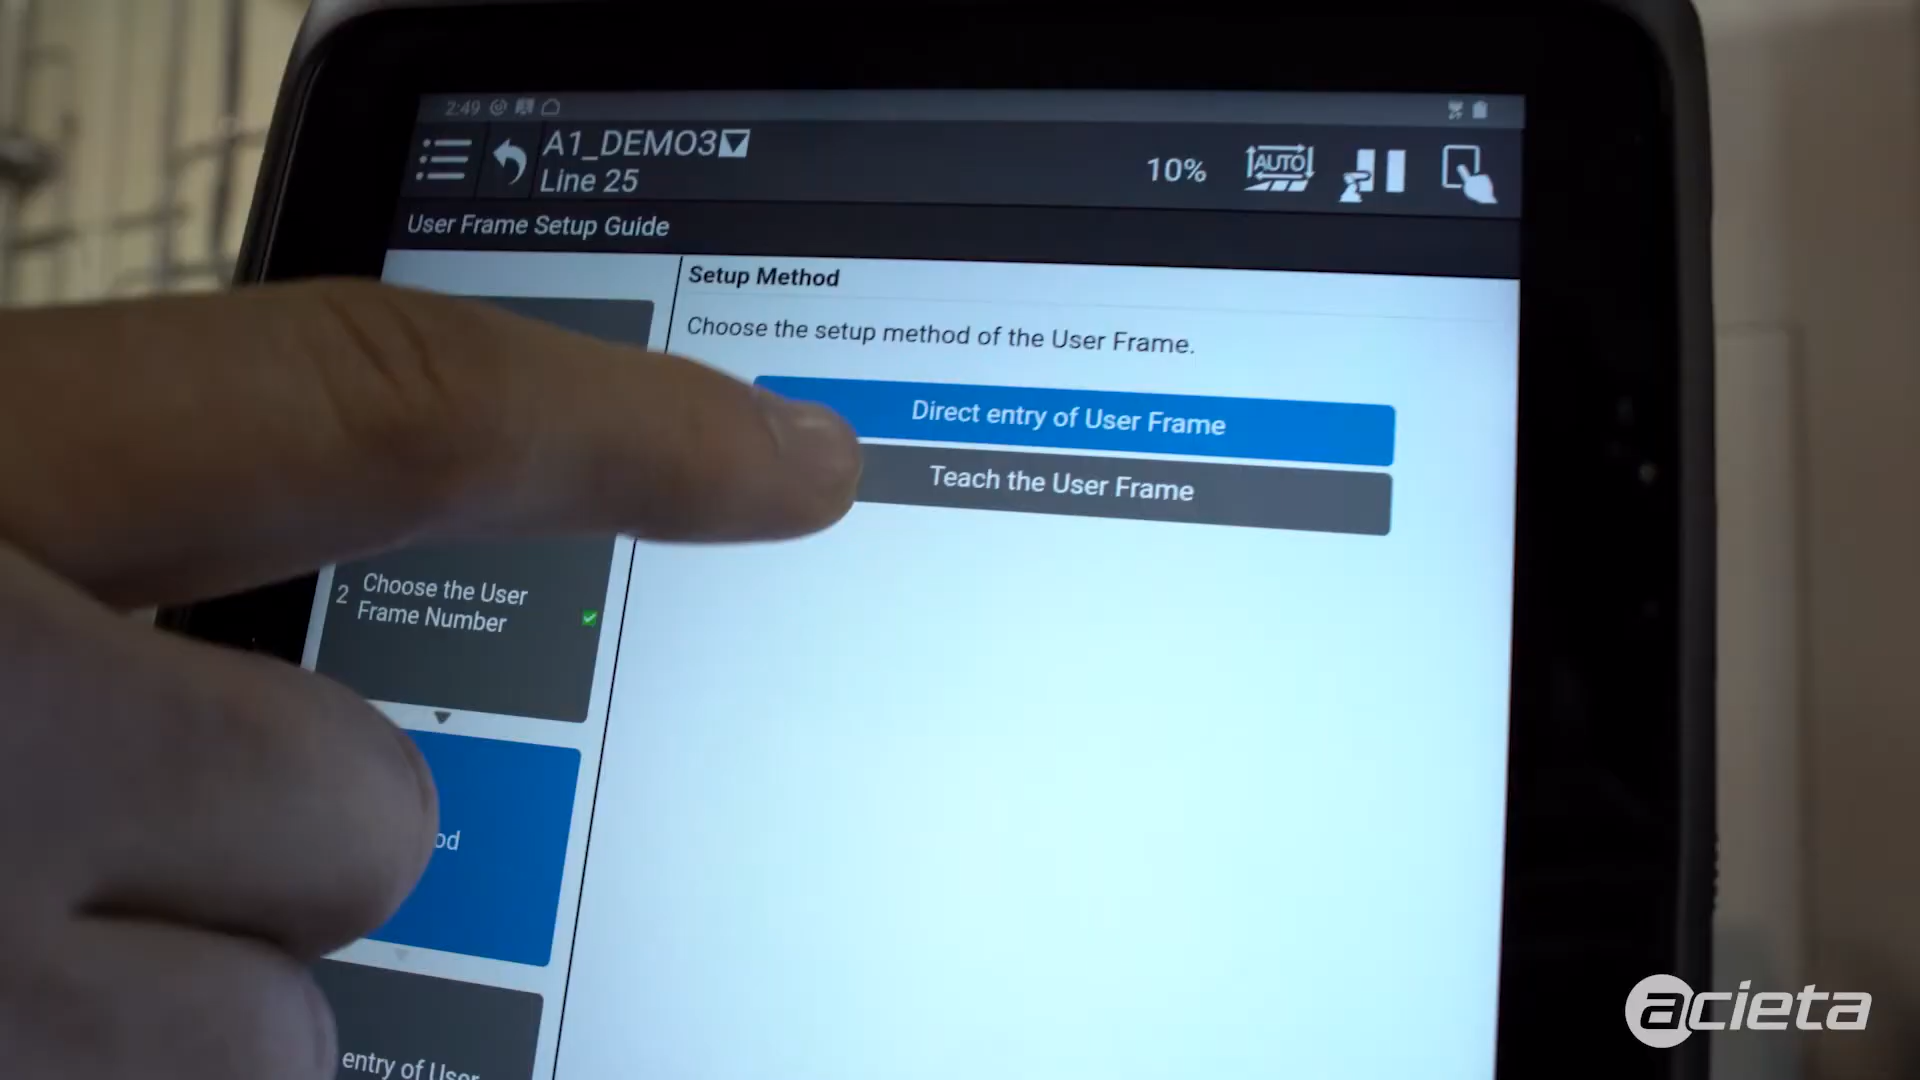 2:49
A1_DEMO3
Line 25
10%
AUTO
User Frame Setup Guide
Setup Method
Choose the setup method of the User Frame.
Direct entry of User Frame
Teach the User Frame
2 Choose the User
Frame Number
entry of User
acieta